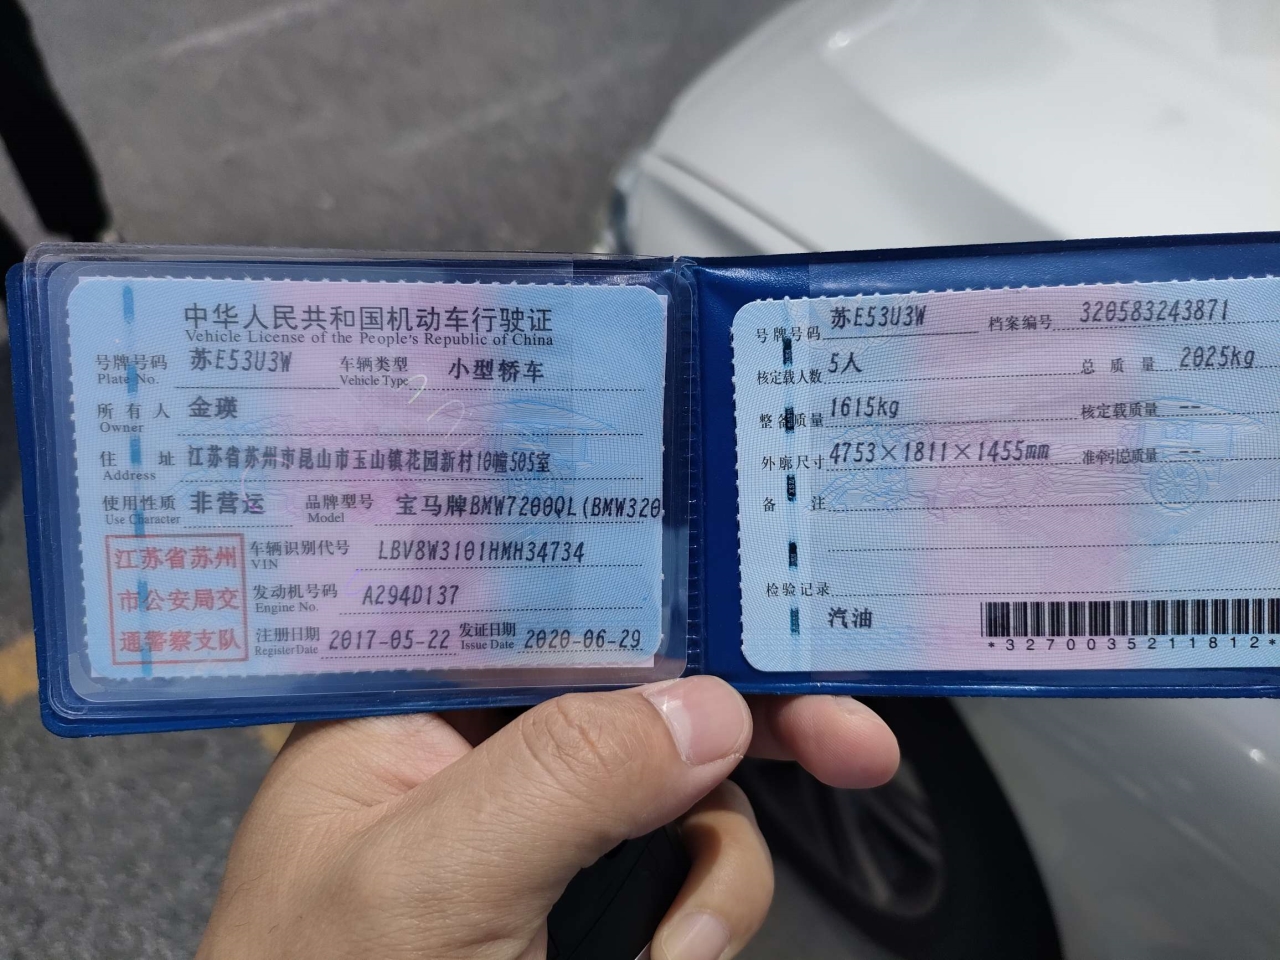 中华人民共和国机动车行驶证
Vehicle License of the People's Republic of China
号牌号码 苏E53U3W 车辆类型 小型轿车
Plate No. Vehicle Type
所有人 金瑛
Owner
住址 江苏省苏州市昆山市玉山镇花园新村10幢505室
Address
使用性质 非营运 品牌型号 宝马牌BMW7200QL(BMW320
Use Character Model
江苏省苏州
市公安局交
通警察支队
车辆识别代号 LBV8W3101HMH34734
VIN
发动机号码 A294D137
Engine No.
注册日期 2017-05-22 发证日期 2020-06-29
Register Date Issue Date
号牌号码 苏E53U3W 档案编号 320583243871
核定载人数 5人 总质量 2025kg
整备质量 1615kg 核定载质量 --
外廓尺寸 4753×1811×1455mm 准牵引总质量 --
备注
检验记录
汽油
*3270035211812*